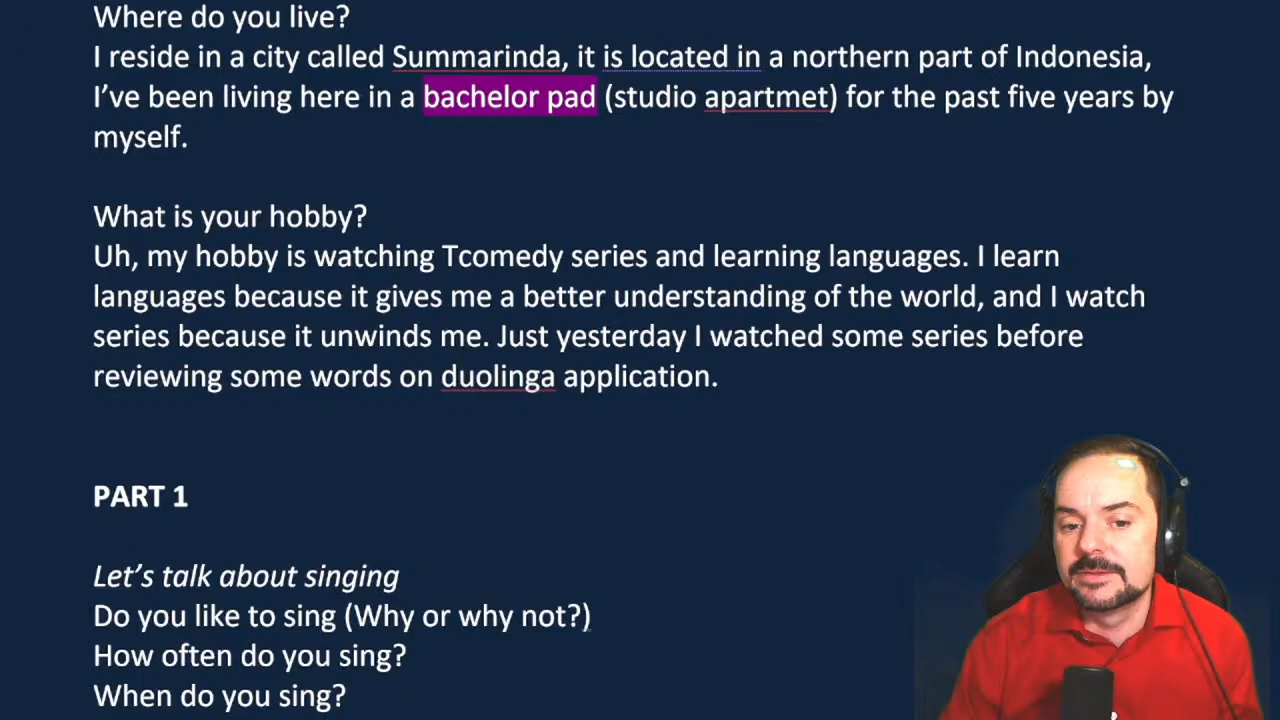 Where do you live?
I reside in a city called Summarinda, it is located in a northern part of Indonesia,
I’ve been living here in a bachelor pad (studio apartmet) for the past five years by
myself.
What is your hobby?
Uh, my hobby is watching Tcomedy series and learning languages. I learn
languages because it gives me a better understanding of the world, and I watch
series because it unwinds me. Just yesterday I watched some series before
reviewing some words on duolinga application.
PART 1
Let’s talk about singing
Do you like to sing (Why or why not?)
How often do you sing?
When do you sing?